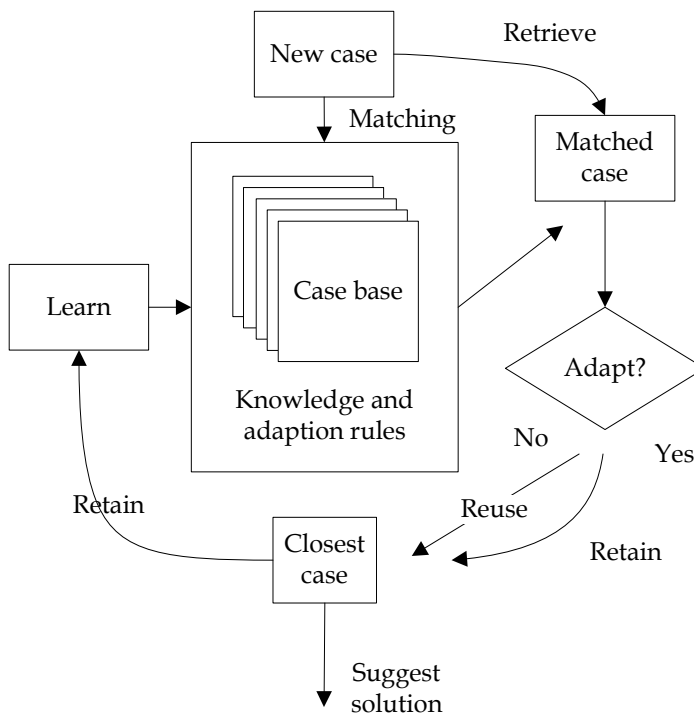 Retrieve
New case
Matching
Matched
case
Case base
Learn
Knowledge and
adaption rules
Adapt?
No
Yes
Reuse
Retain
Retain
Closest
case
Suggest
solution